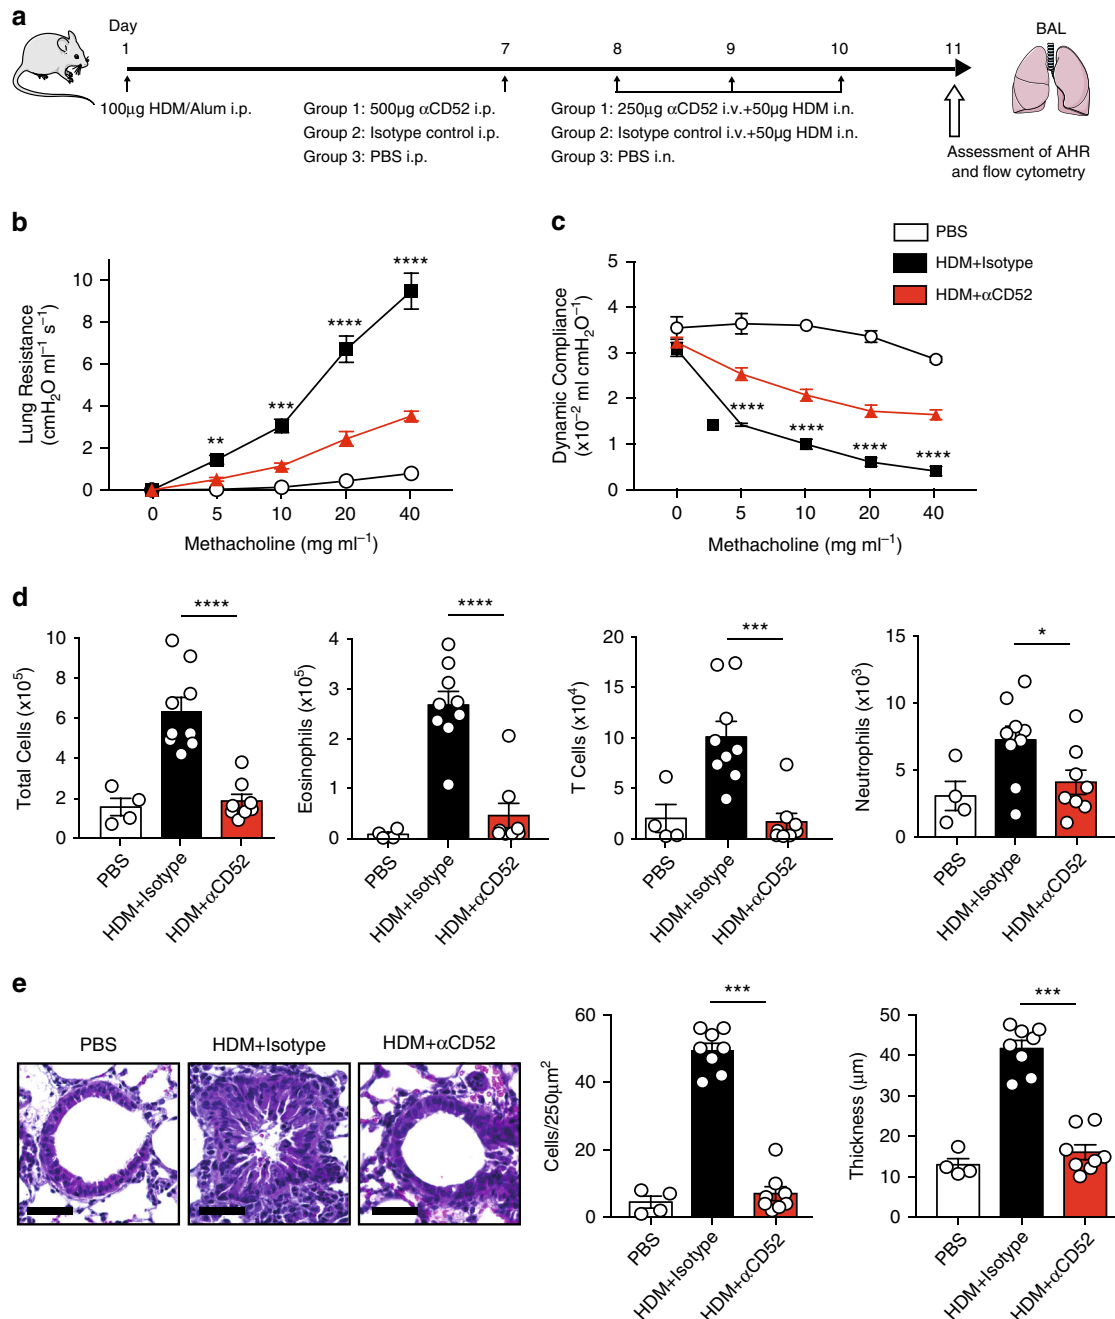 a
Day
1
7
8
9
10
11
BAL
100μg HDM/Alum i.p.
Group 1: 500μg αCD52 i.p.
Group 2: Isotype control i.p.
Group 3: PBS i.p.
Group 1: 250μg αCD52 i.v.+50μg HDM i.n.
Group 2: Isotype control i.v.+50μg HDM i.n.
Group 3: PBS i.n.
Assessment of AHR
and flow cytometry
b
Lung Resistance
(cmH₂O ml⁻¹ s⁻¹)
10
8
6
4
2
0
**
***
****
****
0 5 10 20 40
Methacholine (mg ml⁻¹)
c
PBS
HDM+Isotype
HDM+αCD52
Dynamic Compliance
(x10⁻² ml cmH₂O⁻¹)
5
4
3
2
1
0
****
****
****
****
0 5 10 20 40
Methacholine (mg ml⁻¹)
d
Total Cells (x10⁵)
10
8
6
4
2
0
****
PBS
HDM+Isotype
HDM+αCD52
Eosinophils (x10⁵)
4
3
2
1
0
****
PBS
HDM+Isotype
HDM+αCD52
T Cells (x10⁴)
20
15
10
5
0
***
PBS
HDM+Isotype
HDM+αCD52
Neutrophils (x10³)
15
10
5
0
*
PBS
HDM+Isotype
HDM+αCD52
e
PBS
HDM+Isotype
HDM+αCD52
Cells/250μm²
60
40
20
0
***
PBS
HDM+Isotype
HDM+αCD52
Thickness (μm)
50
40
30
20
10
0
***
PBS
HDM+Isotype
HDM+αCD52